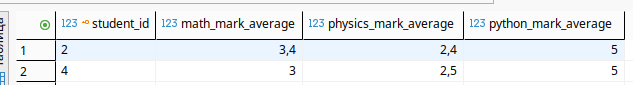 123 student_id 123 math_mark_average 123 physics_mark_average 123 python_mark_average
1 2 3,4 2,4 5
2 4 3 2,5 5